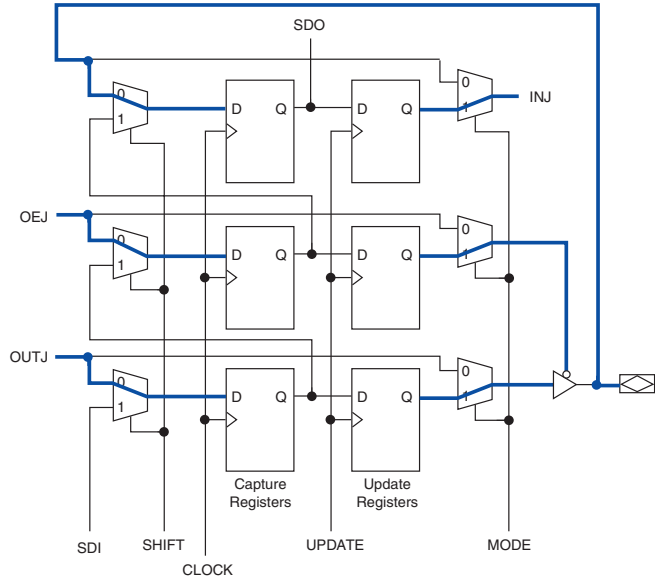 SDO
0
1
D Q
D Q
0
1
INJ
OEJ
0
1
D Q
D Q
0
1
OUTJ
0
1
D Q
D Q
0
1
Capture
Registers
Update
Registers
SDI
SHIFT
CLOCK
UPDATE
MODE